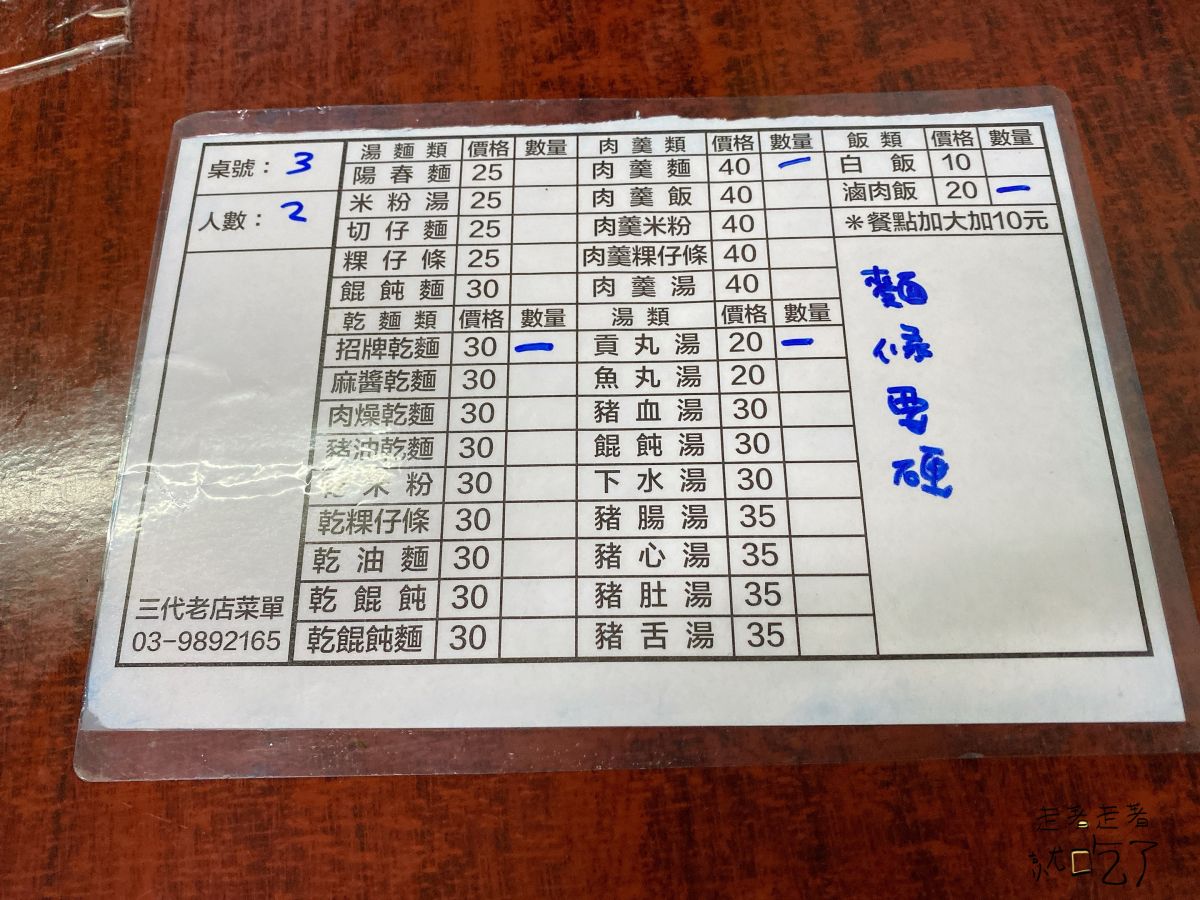 桌號：3
人數：2
湯麵類 價格 數量
陽春麵 25
米粉湯 25
切仔麵 25
粿仔條 25
餛飩麵 30
乾麵類 價格 數量
招牌乾麵 30 一
麻醬乾麵 30
肉燥乾麵 30
豬油乾麵 30
米粉 30
乾粿仔條 30
乾油麵 30
乾餛飩 30
乾餛飩麵 30
肉羹類 價格 數量
肉羹麵 40 一
肉羹飯 40
肉羹米粉 40
肉羹粿仔條 40
肉羹湯 40
湯類 價格 數量
貢丸湯 20 一
魚丸湯 20
豬血湯 30
餛飩湯 30
下水湯 30
豬腸湯 35
豬心湯 35
豬肚湯 35
豬舌湯 35
飯類 價格 數量
白飯 10
滷肉飯 20 一
＊餐點加大加10元
麵條要硬
三代老店菜單
03-9892165
走著走著
就吃了